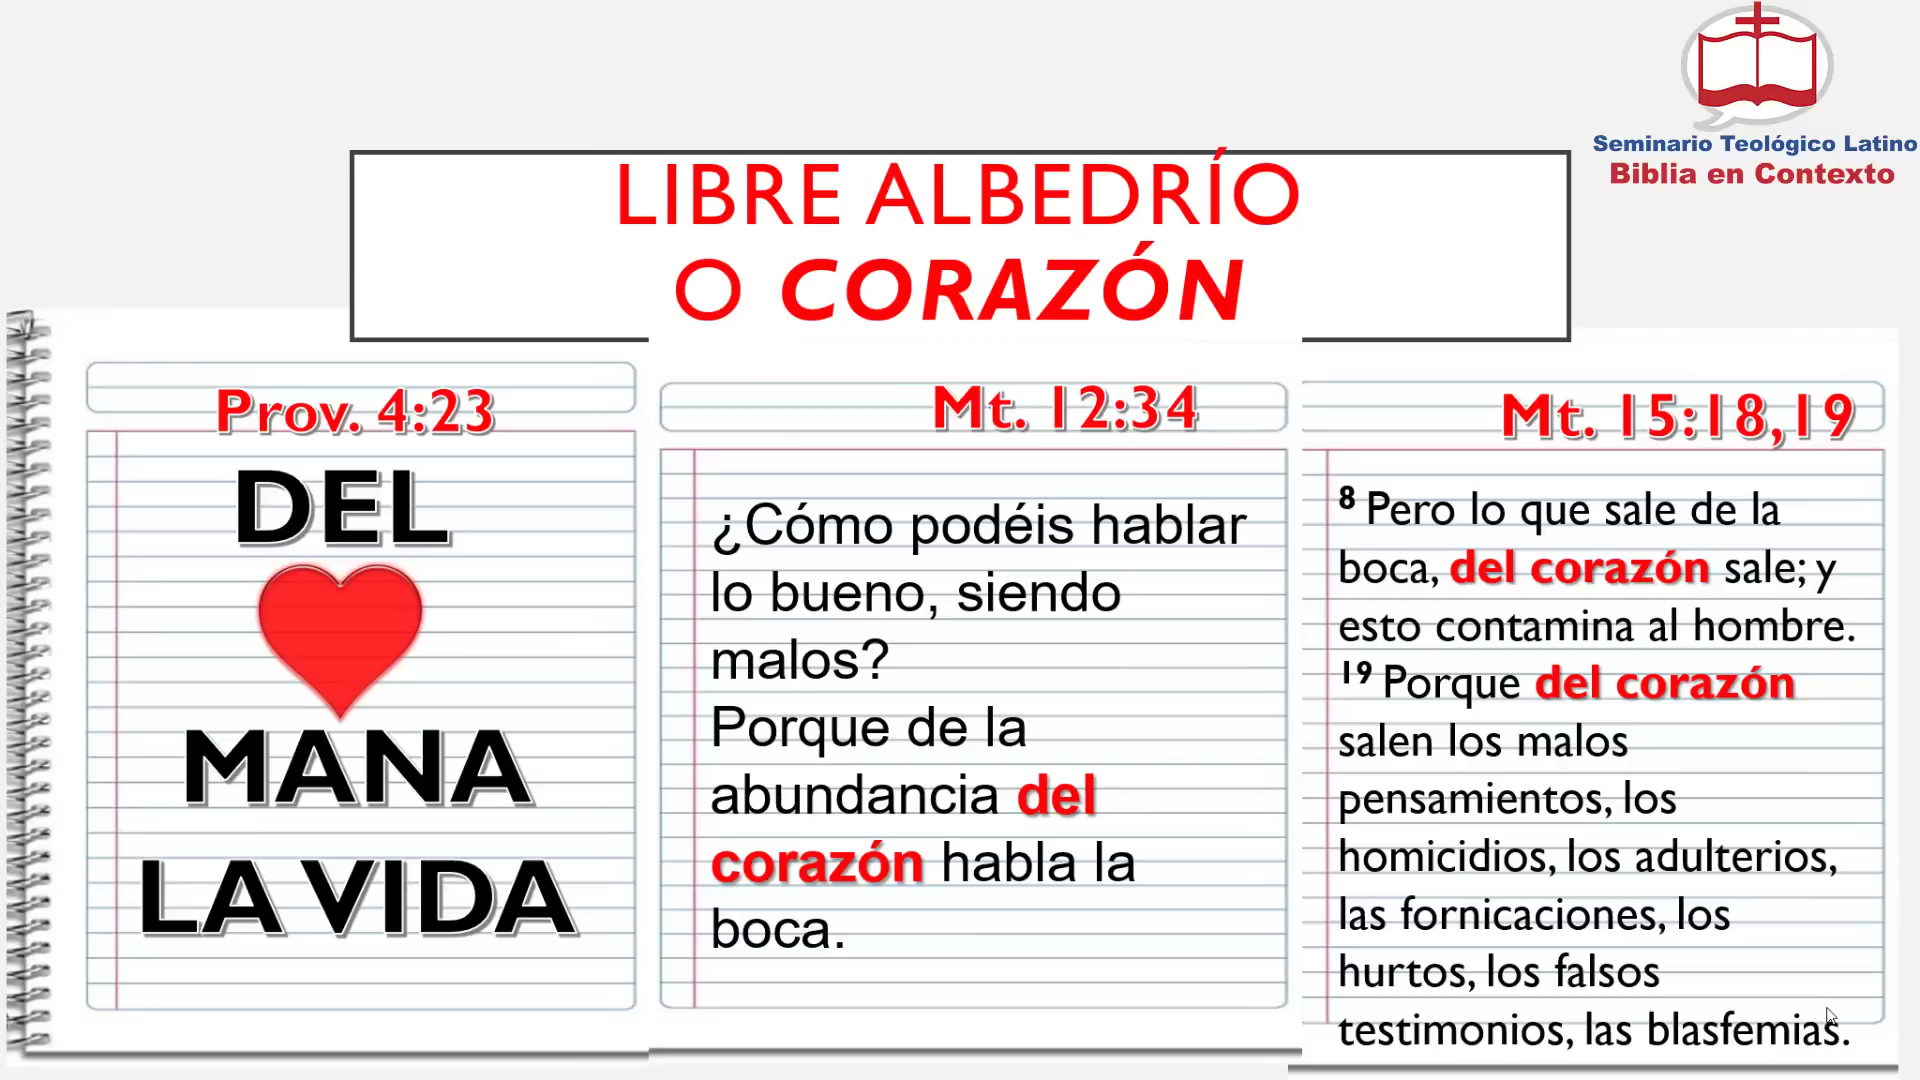 Seminario Teológico Latino
Biblia en Contexto
LIBRE ALBEDRÍO
O CORAZÓN
Prov. 4:23
DEL
MANA
LA VIDA
Mt. 12:34
¿Cómo podéis hablar
lo bueno, siendo
malos?
Porque de la
abundancia del
corazón habla la
boca.
Mt. 15:18,19
8 Pero lo que sale de la
boca, del corazón sale; y
esto contamina al hombre.
19 Porque del corazón
salen los malos
pensamientos, los
homicidios, los adulterios,
las fornicaciones, los
hurtos, los falsos
testimonios, las blasfemias.